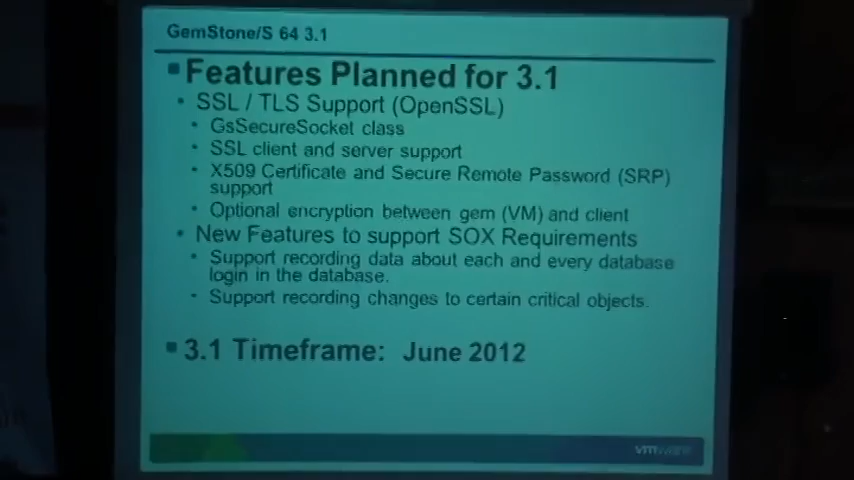 GemStone/S 64 3.1
Features Planned for 3.1
SSL / TLS Support (OpenSSL)
GsSecureSocket class
SSL client and server support
X509 Certificate and Secure Remote Password (SRP)
support
Optional encryption between gem (VM) and client
New Features to support SOX Requirements
Support recording data about each and every database
login in the database.
Support recording changes to certain critical objects.
3.1 Timeframe: June 2012
vmware